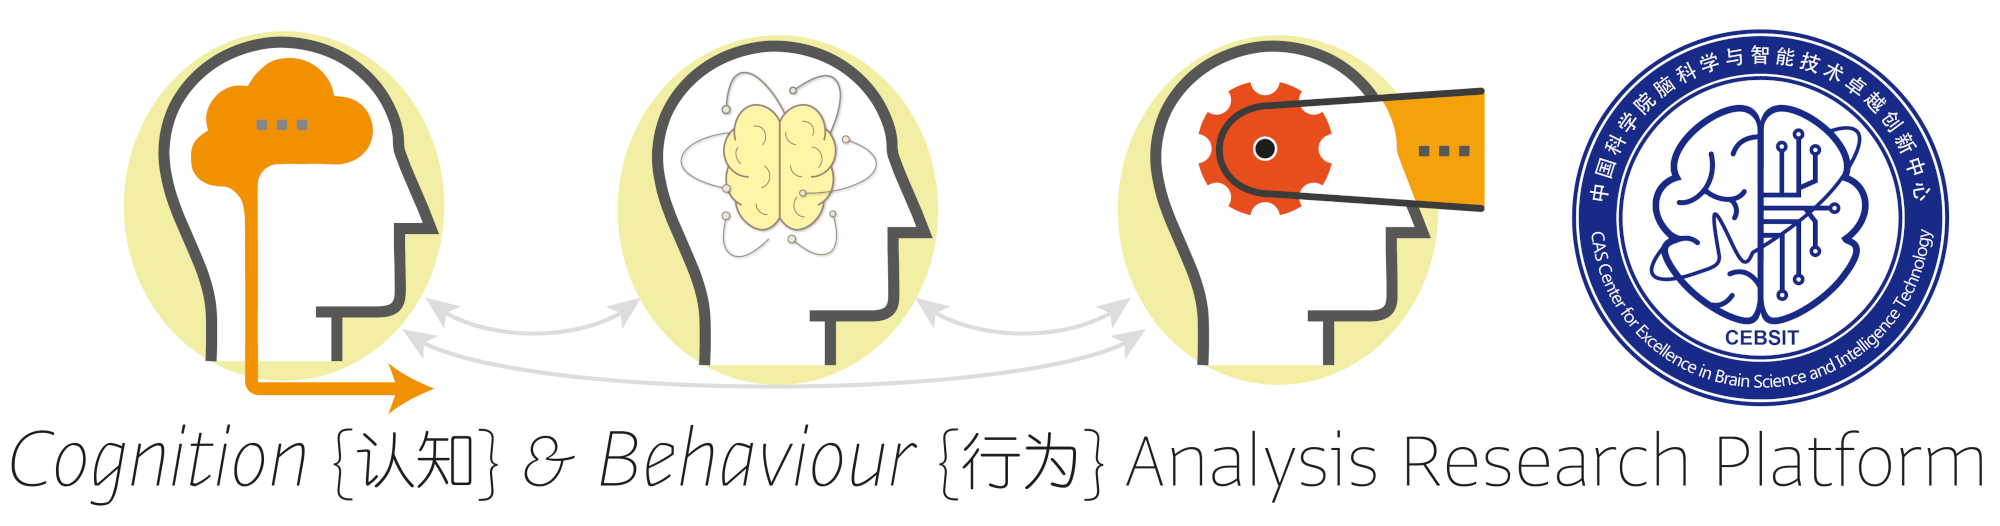 中国科学院脑科学与智能技术卓越创新中心
CAS Center for Excellence in Brain Science and Intelligence Technology
CEBSIT
Cognition {认知} & Behaviour {行为} Analysis Research Platform